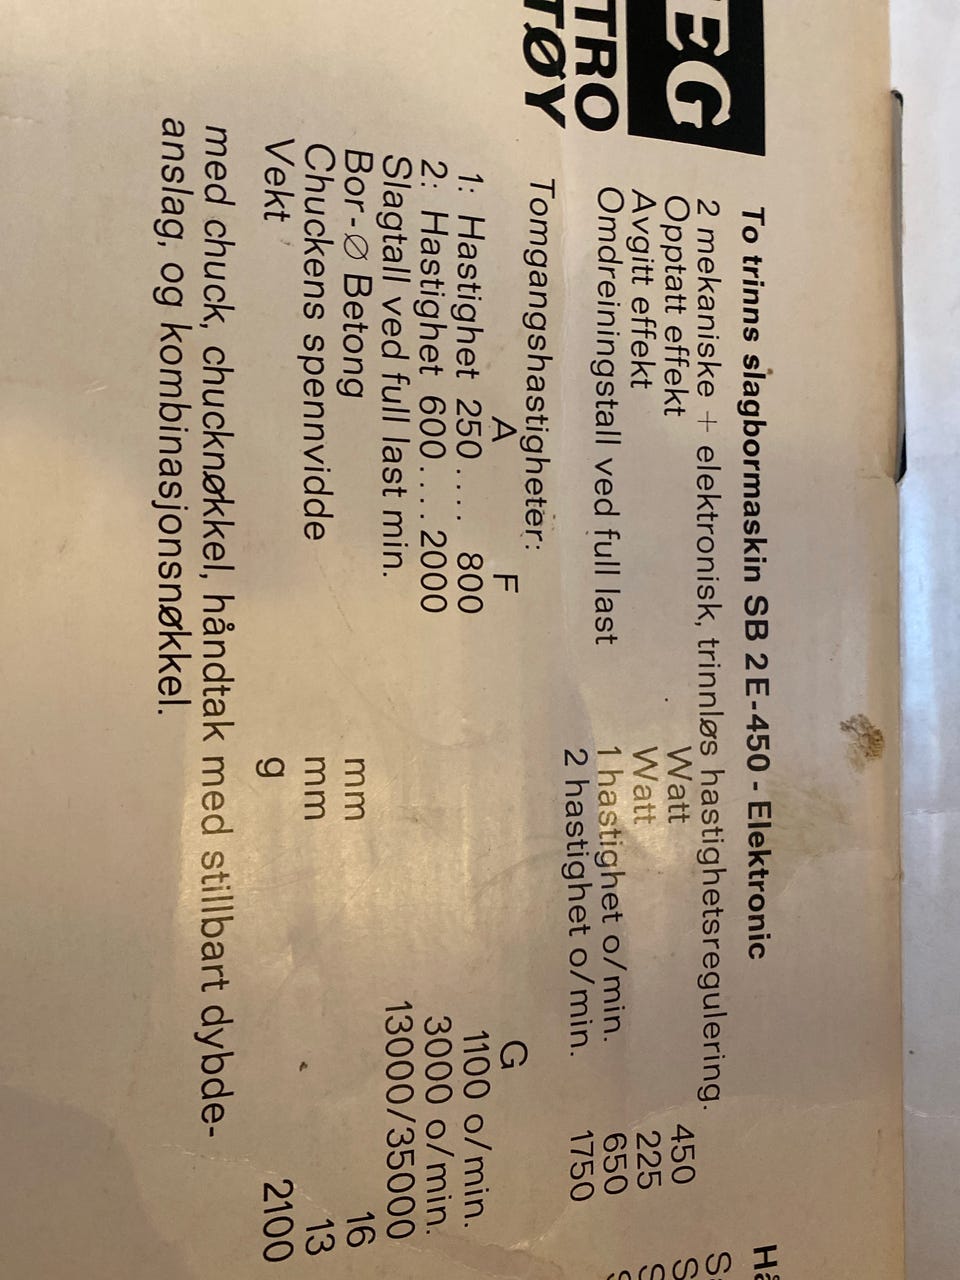 EG
TRO
TØY
To trinns slagbormaskin SB 2E-450 - Elektronic
2 mekaniske + elektronisk, trinnløs hastighetsregulering.
Opptatt effekt Watt 450
Avgitt effekt Watt 225
Omdreiningstall ved full last 1 hastighet o/min. 650
2 hastighet o/min. 1750
Tomgangshastigheter:
A F G
1: Hastighet 250 .... 800 1100 o/min.
2: Hastighet 600 .... 2000 3000 o/min.
Slagtall ved full last min. 13000/35000
Bor-Ø Betong mm 16
Chuckens spennvidde mm 13
Vekt g 2100
med chuck, chucknøkkel, håndtak med stillbart dybde-
anslag, og kombinasjonsnøkkel.